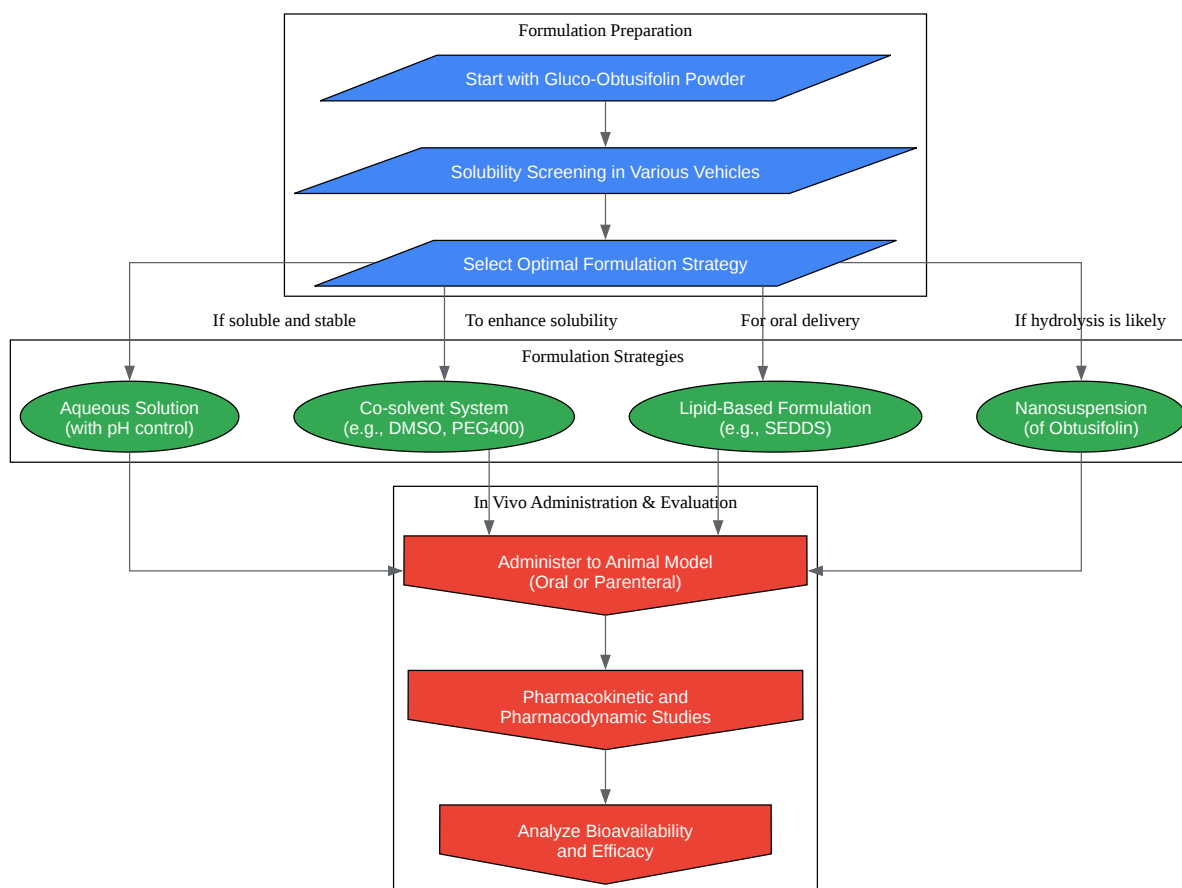 Formulation Preparation
Start with Gluco-Obtusifolin Powder
Solubility Screening in Various Vehicles
Select Optimal Formulation Strategy
If soluble and stable
To enhance solubility
For oral delivery
If hydrolysis is likely
Formulation Strategies
Aqueous Solution
(with pH control)
Co-solvent System
(e.g., DMSO, PEG400)
Lipid-Based Formulation
(e.g., SEDDS)
Nanosuspension
(of Obtusifolin)
In Vivo Administration & Evaluation
Administer to Animal Model
(Oral or Parenteral)
Pharmacokinetic and
Pharmacodynamic Studies
Analyze Bioavailability
and Efficacy